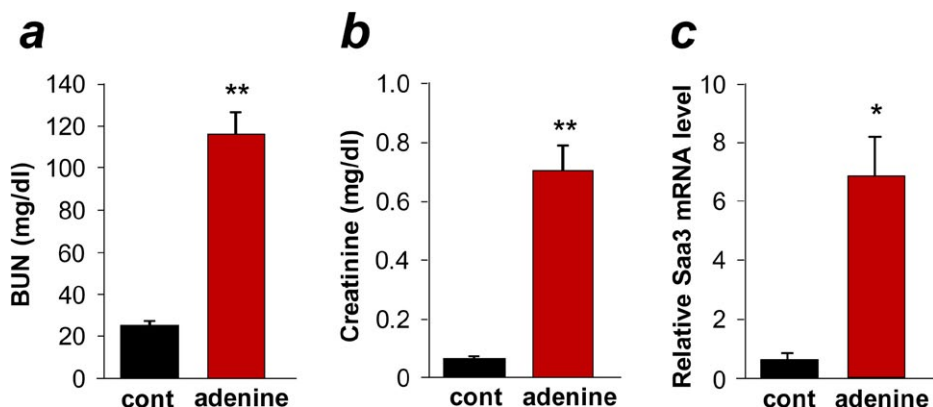 a
BUN (mg/dl)
140
120
100
80
60
40
20
0
**
cont adenine
b
Creatinine (mg/dl)
1.0
0.8
0.6
0.4
0.2
0
**
cont adenine
c
Relative Saa3 mRNA level
10
8
6
4
2
0
*
cont adenine